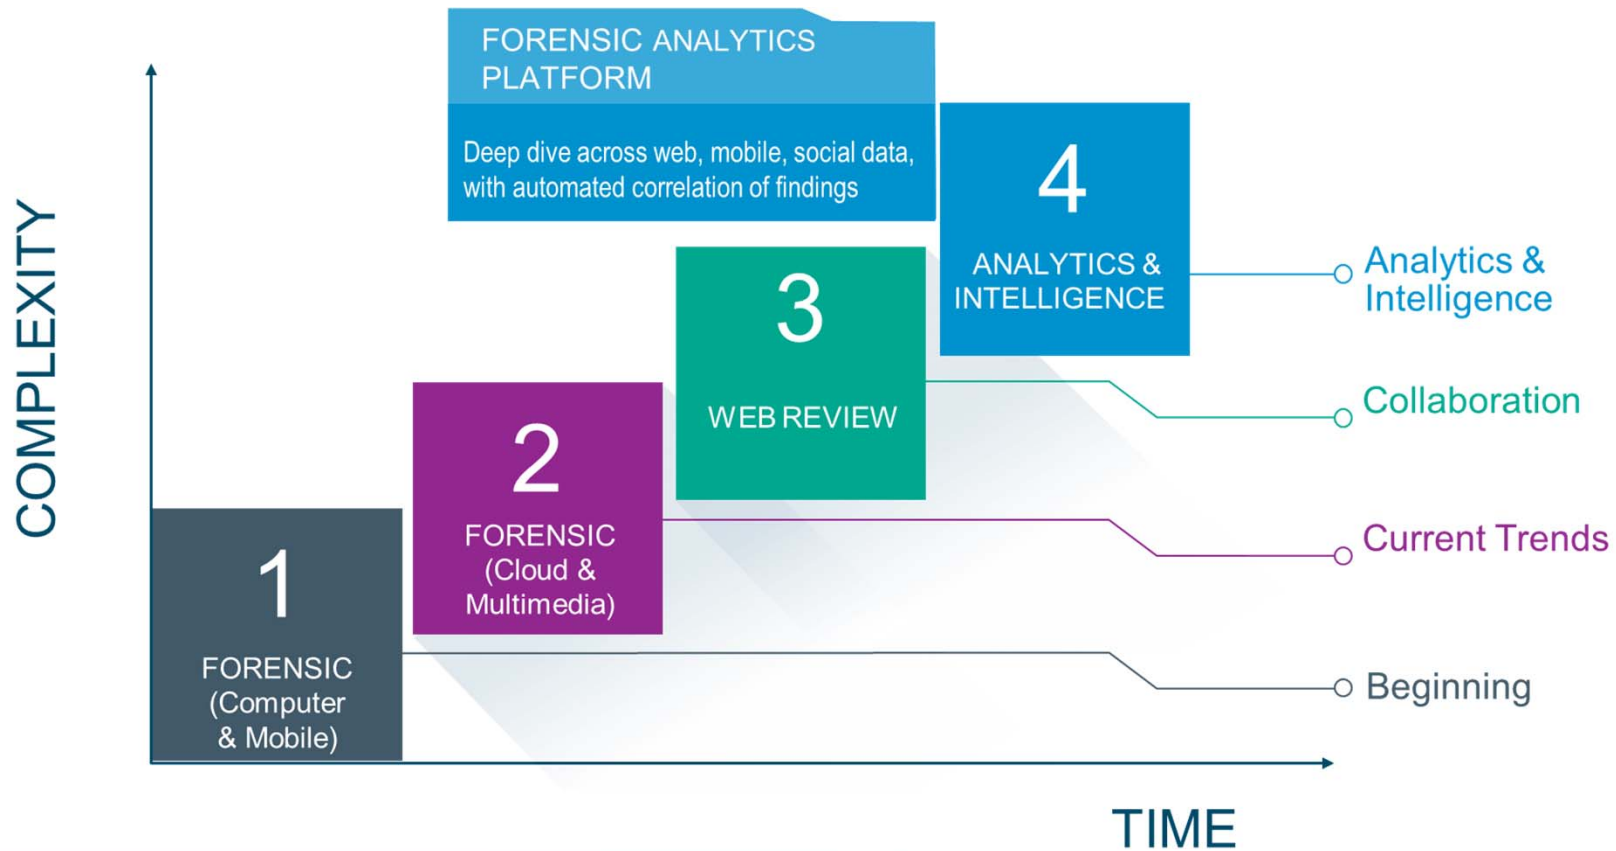 FORENSIC ANALYTICS
PLATFORM
Deep dive across web, mobile, social data,
with automated correlation of findings
COMPLEXITY
4
ANALYTICS &
INTELLIGENCE
Analytics &
Intelligence
3
WEB REVIEW
Collaboration
2
FORENSIC
(Cloud &
Multimedia)
Current Trends
1
FORENSIC
(Computer
& Mobile)
Beginning
TIME